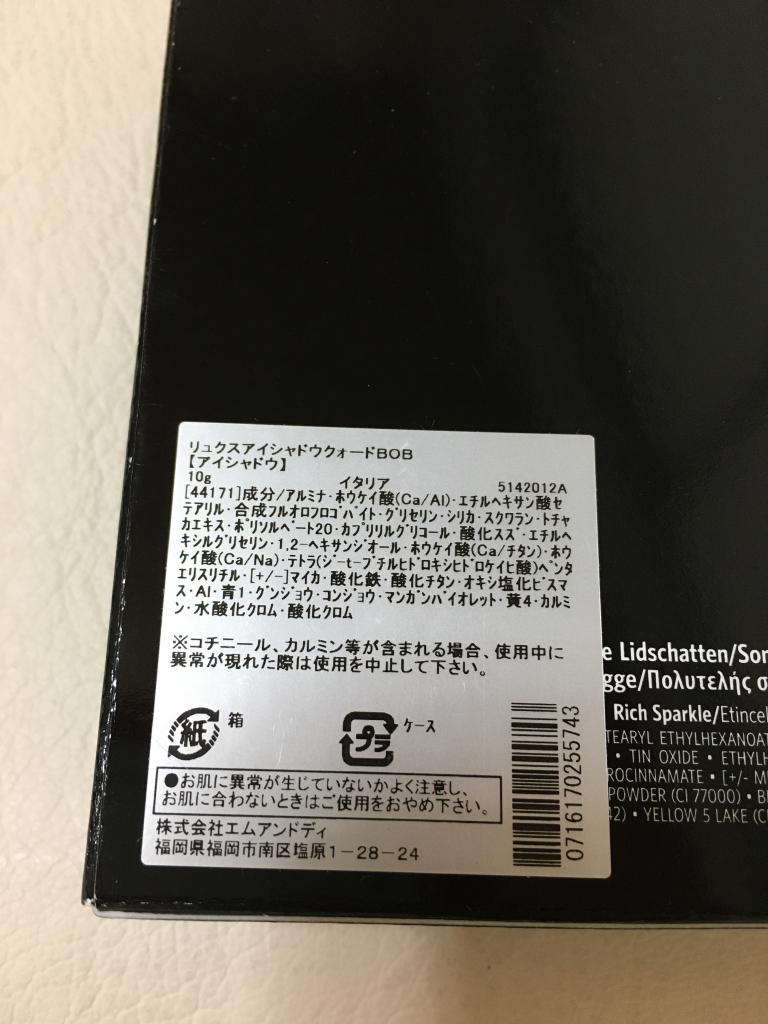 リュクスアイシャドウクォードBOB
【アイシャドウ】
10g イタリア 5142012A
[44171]成分/アルミナ・ホウケイ酸(Ca/Al)・エチルヘキサン酸セ
テアリル・合成フルオロフロゴパイト・グリセリン・シリカ・スクワラン・トチャ
カエキス・ポリソルベート20・カプリリルグリコール・酸化スズ・エチルヘ
キシルグリセリン・1,2-ヘキサンジオール・ホウケイ酸(Ca/チタン)・ホウ
ケイ酸(Ca/Na)・テトラ(ジ-t-ブチルヒドロキシヒドロケイヒ酸)ペンタ
エリスリチル・[+/-]マイカ・酸化鉄・酸化チタン・オキシ塩化ビスマ
ス・Al・青1・グンジョウ・コンジョウ・マンガンバイオレット・黄4・カルミ
ン・水酸化クロム・酸化クロム
※コチニール、カルミン等が含まれる場合、使用中に
異常が現れた際は使用を中止して下さい。
紙 箱 プラ ケース
●お肌に異常が生じていないかよく注意し、
お肌に合わないときはご使用をおやめ下さい。
株式会社エムアンドディ
福岡県福岡市南区塩原1-28-24
0716170255743
e Lidschatten/Son
gge/Πολυτελής σ
Rich Sparkle/Etincel
TEARYL ETHYLHEXANOAT
• TIN OXIDE • ETHYLH
ROCINNAMATE • [+/- MI
POWDER (CI 77000) • B
42) • YELLOW 5 LAKE (C